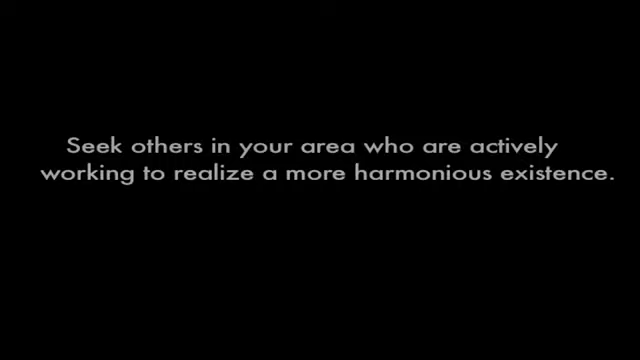 Seek others in your area who are actively
working to realize a more harmonious existence.